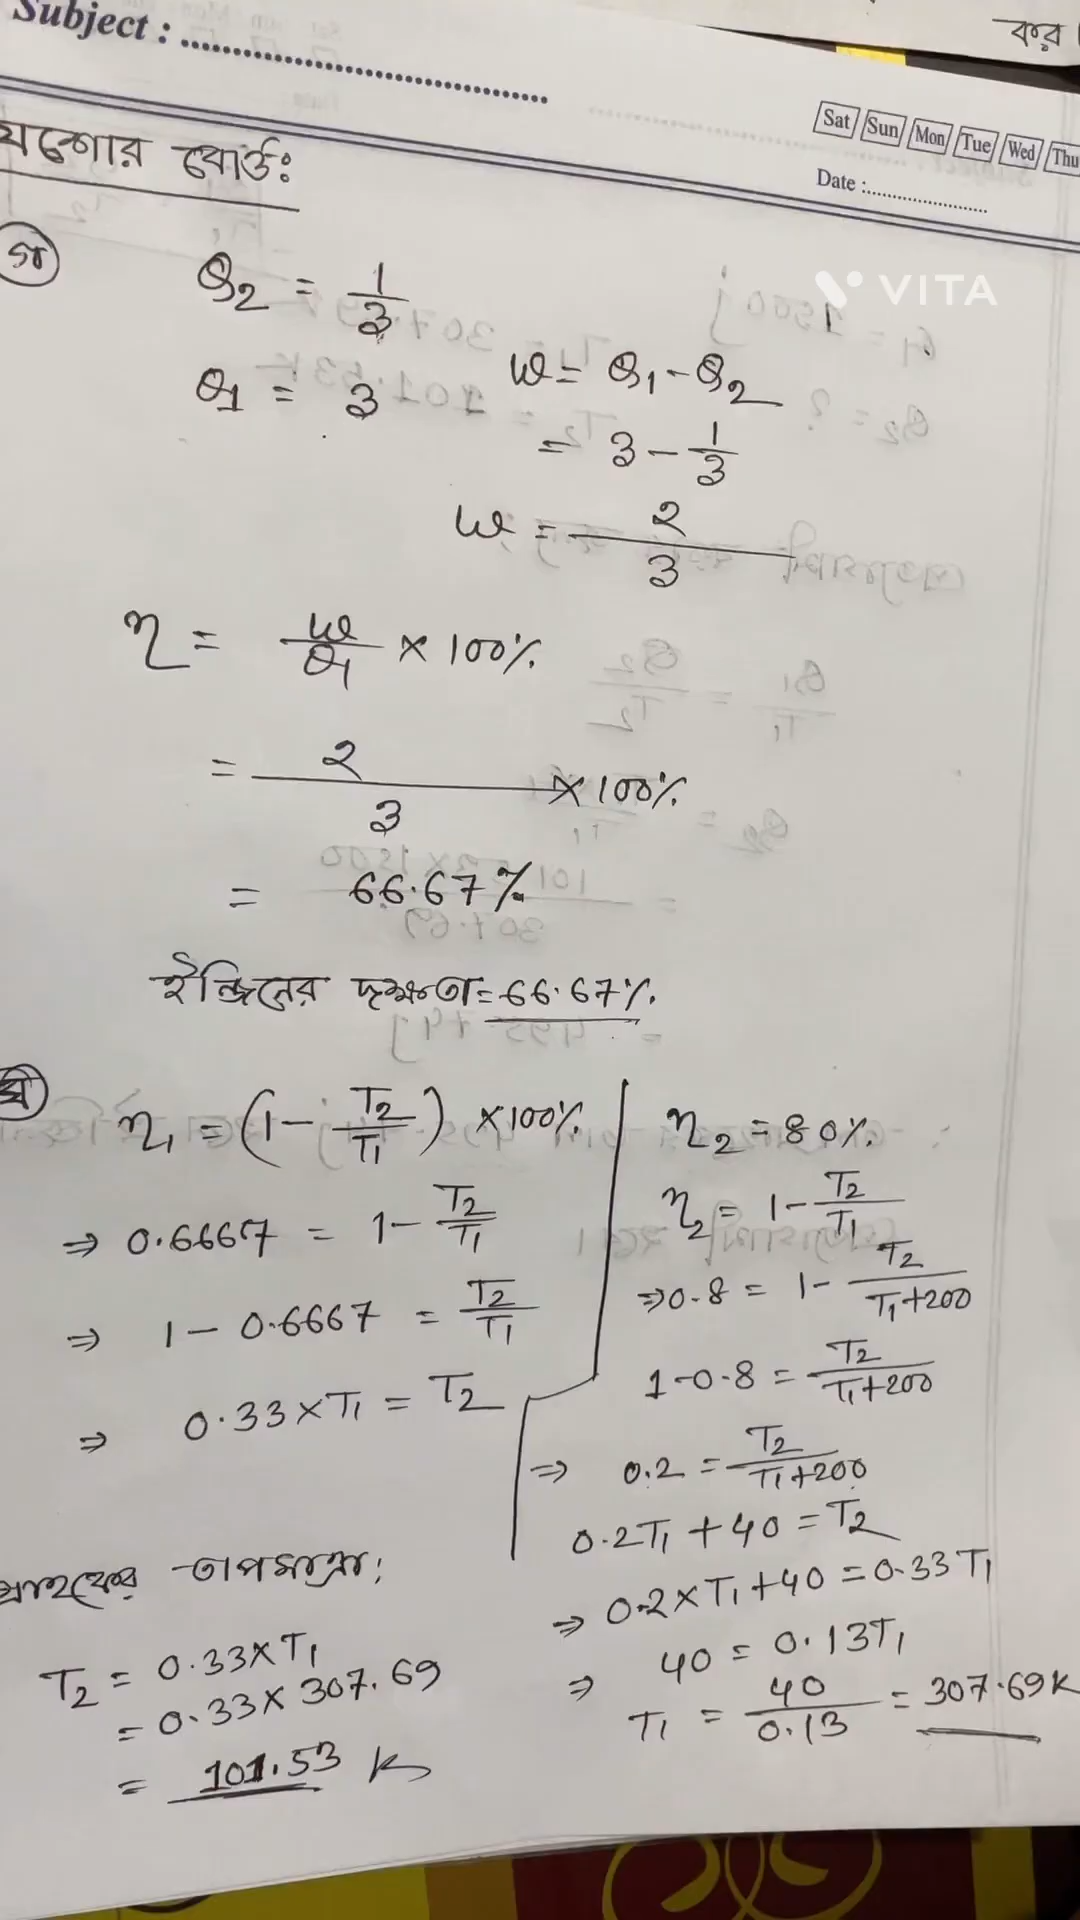 Subject :
কর।
Sat Sun Mon Tue Wed Thu
Date :
যশোর বোর্ড:
গ
VITA
Q2 = 1/3
Q1 = 3
W = Q1 - Q2
= 3 - 1/3
W = 2/3
η = W/Q1 × 100%
= 2/3 × 100%
= 66.67%
ইন্জিনের দক্ষতা = 66.67%.
ঘ
η1 = (1 - T2/T1) × 100%
⇒ 0.6667 = 1 - T2/T1
⇒ 1 - 0.6667 = T2/T1
⇒ 0.33 × T1 = T2
গ্রাহকের তাপমাত্রা;
T2 = 0.33 × T1
= 0.33 × 307.69
= 101.53 K
η2 = 80%.
η2 = 1 - T2/T1
⇒ 0.8 = 1 - T2/T1+200
1-0.8 = T2/T1+200
⇒ 0.2 = T2/T1+200
0.2T1 + 40 = T2
⇒ 0.2×T1+40 = 0.33T1
40 = 0.13T1
⇒ T1 = 40/0.13 = 307.69K